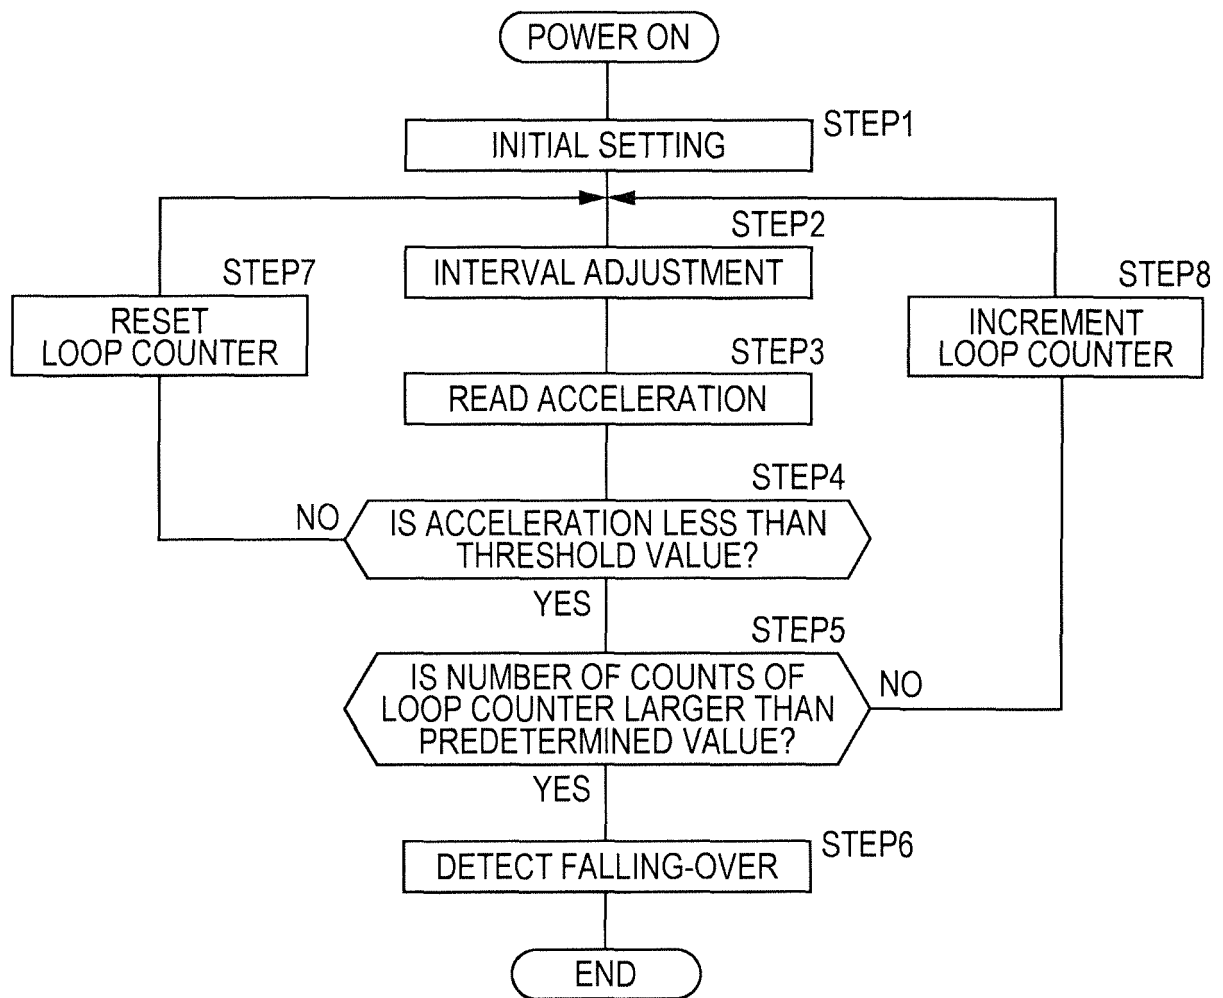 POWER ON
STEP1
INITIAL SETTING
STEP2
INTERVAL ADJUSTMENT
STEP7
RESET
LOOP COUNTER
STEP8
INCREMENT
LOOP COUNTER
STEP3
READ ACCELERATION
STEP4
NO
IS ACCELERATION LESS THAN
THRESHOLD VALUE?
YES
STEP5
IS NUMBER OF COUNTS OF
LOOP COUNTER LARGER THAN
PREDETERMINED VALUE?
NO
YES
STEP6
DETECT FALLING-OVER
END